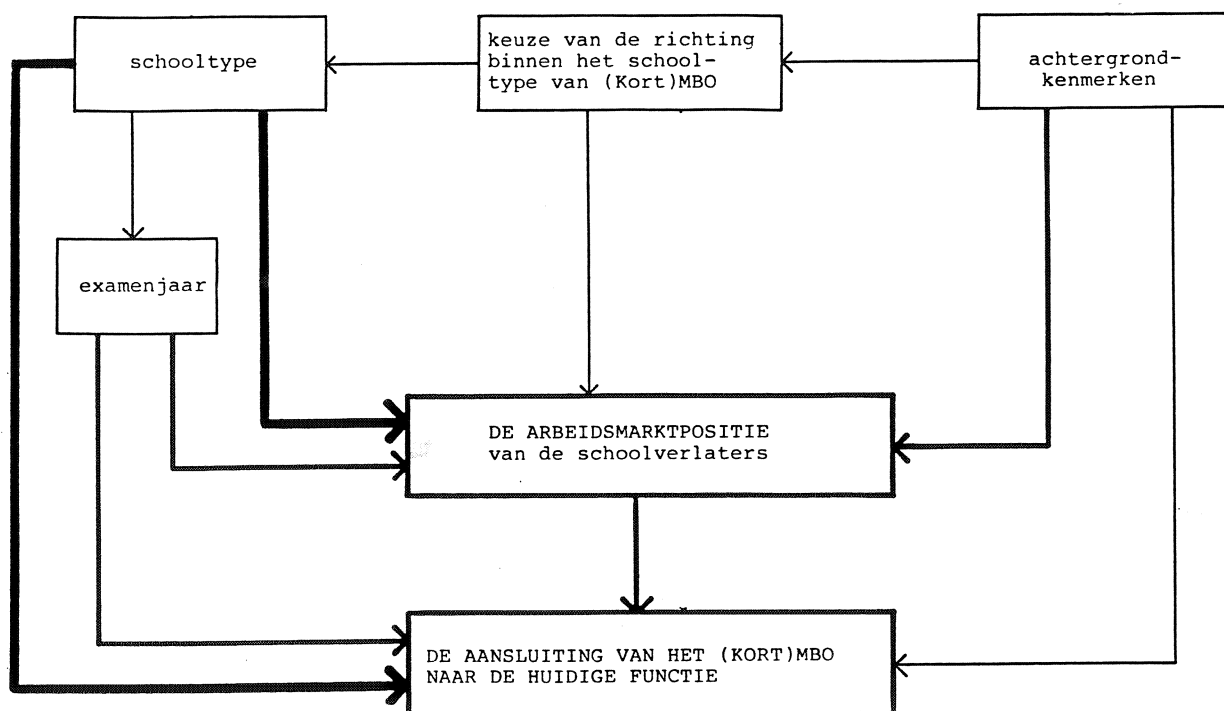 schooltype
keuze van de richting
binnen het school-
type van (Kort)MBO
achtergrond-
kenmerken
examenjaar
DE ARBEIDSMARKTPOSITIE
van de schoolverlaters
DE AANSLUITING VAN HET (KORT)MBO
NAAR DE HUIDIGE FUNCTIE